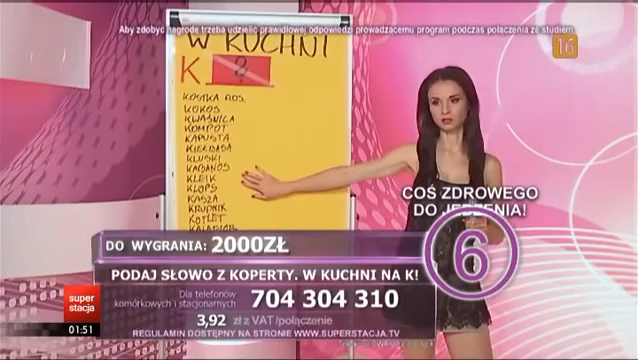 Aby zdobyć nagrodę trzeba udzielić prawidłowej odpowiedzi prowadzącemu program podczas połączenia ze studiem.
16
W KUCHNI
K
KOSTKA ROS.
KOKOS
KWAŚNICA
KOMPOT
KAPUSTA
KIEŁBASA
KLUSKI
KABANOS
KLEIK
KLOPS
KASZA
KRUPNIK
KOTLET
COŚ ZDROWEGO
DO JEDZENIA!
6
DO WYGRANIA: 2000ZŁ
PODAJ SŁOWO Z KOPERTY. W KUCHNI NA K!
Dla telefonów
komórkowych i stacjonarnych
704 304 310
3,92 zł z VAT/połączenie
REGULAMIN DOSTĘPNY NA STRONIE WWW.SUPERSTACJA.TV
super
stacja
01:51